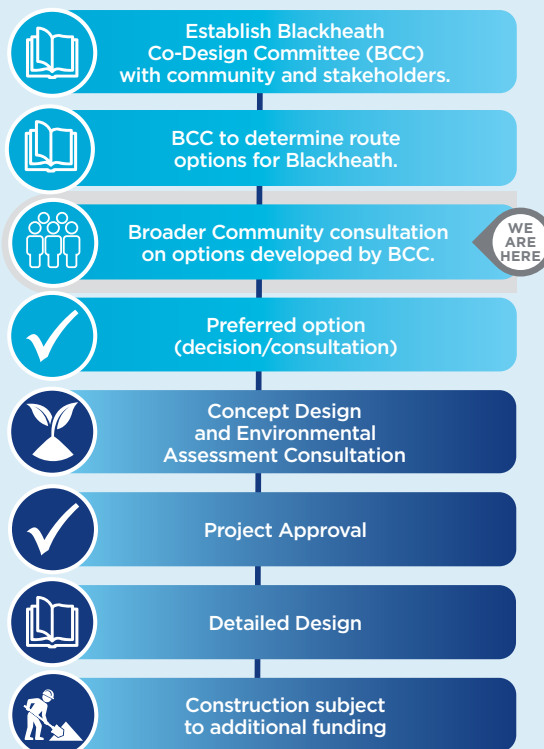 Establish Blackheath
Co-Design Committee (BCC)
with community and stakeholders.
BCC to determine route
options for Blackheath.
Broader Community consultation
on options developed by BCC.
WE
ARE
HERE
Preferred option
(decision/consultation)
Concept Design
and Environmental
Assessment Consultation
Project Approval
Detailed Design
Construction subject
to additional funding